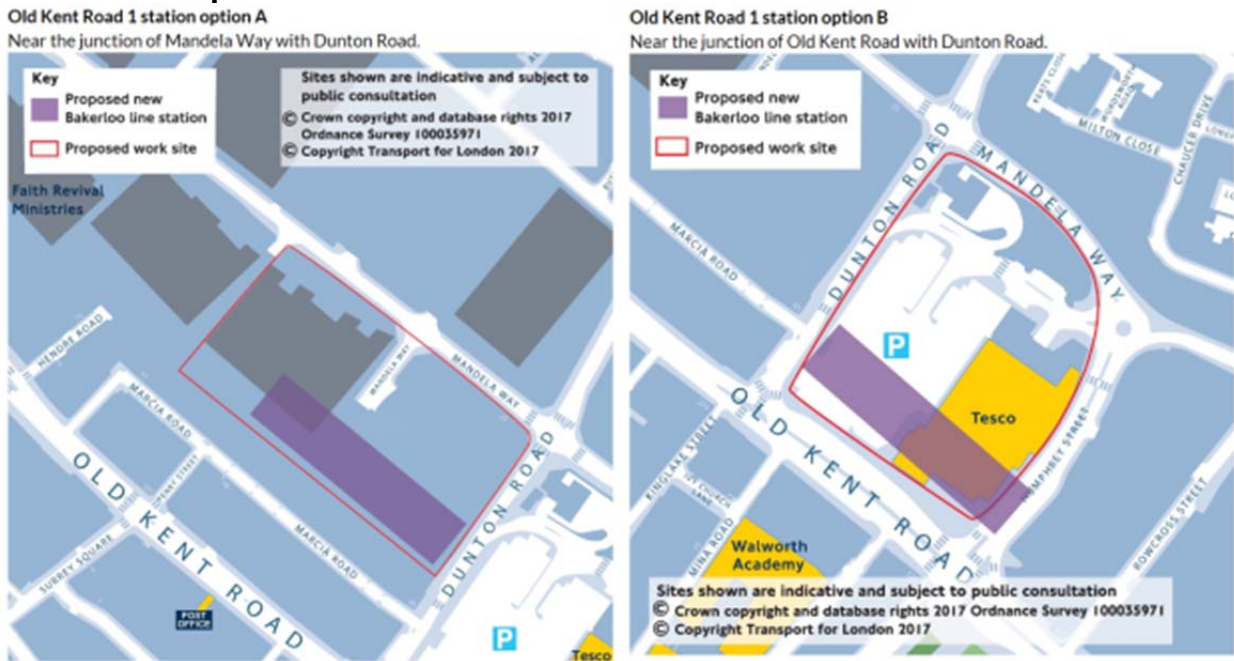 Old Kent Road 1 station option A
Near the junction of Mandela Way with Dunton Road.
Key
Proposed new
Bakerloo line station
Proposed work site
Sites shown are indicative and subject to
public consultation
© Crown copyright and database rights 2017
Ordnance Survey 100035971
© Copyright Transport for London 2017
Faith Revival
Ministries
HENDRE ROAD
MARCIA ROAD
MANDELA WAY
MANDELA WAY
OLD KENT ROAD
SURREY SQUARE
MARCIA ROAD
DUNTON ROAD
POST
OFFICE
P
Tesco
Old Kent Road 1 station option B
Near the junction of Old Kent Road with Dunton Road.
Key
Proposed new
Bakerloo line station
Proposed work site
MILTON CLOSE
CHAUCER DRIVE
DUNTON ROAD
MANDELA WAY
MARCIA ROAD
P
Tesco
OLD KENT ROAD
KINGLAKE STREET
IVY CHURCH
LANE
MINA ROAD
HUMPHREY STREET
ROWCROSS STREET
Walworth
Academy
Sites shown are indicative and subject to public consultation
© Crown copyright and database rights 2017 Ordnance Survey 100035971
© Copyright Transport for London 2017